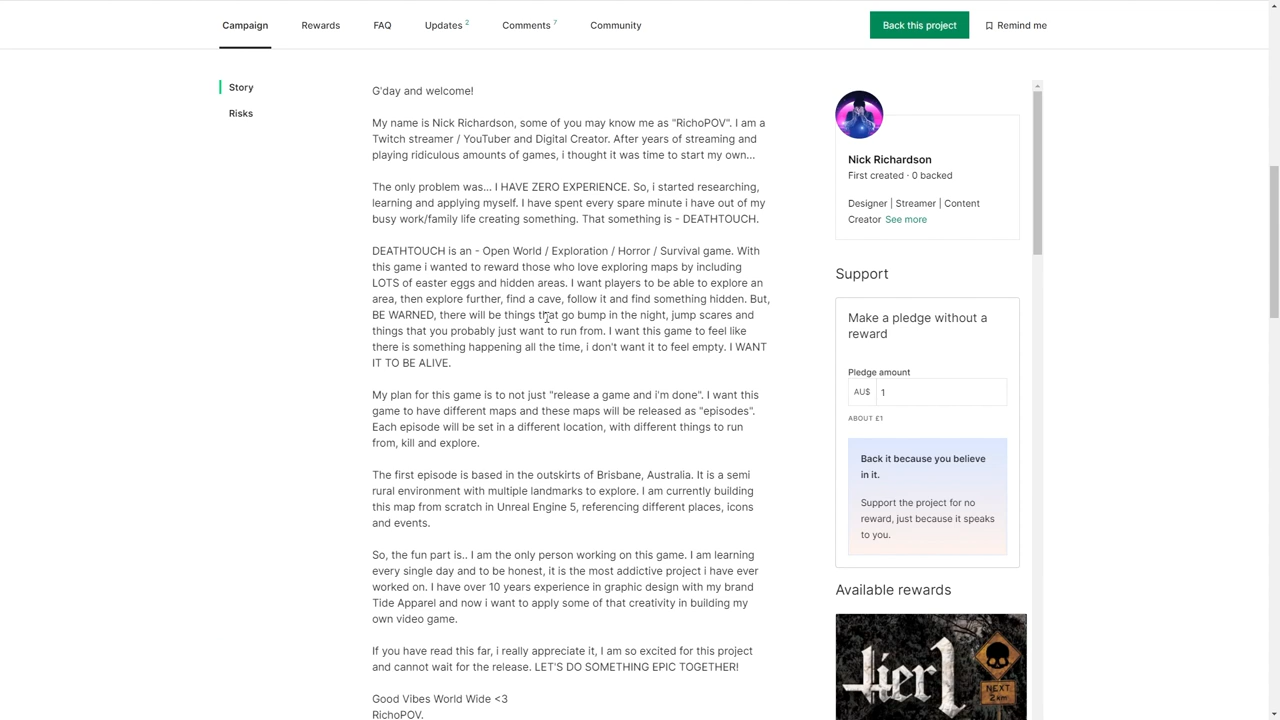 Campaign
Rewards
FAQ
Updates 2
Comments 7
Community
Back this project
Remind me
Story
Risks
G'day and welcome!
My name is Nick Richardson, some of you may know me as "RichoPOV". I am a
Twitch streamer / YouTuber and Digital Creator. After years of streaming and
playing ridiculous amounts of games, i thought it was time to start my own...
The only problem was... I HAVE ZERO EXPERIENCE. So, i started researching,
learning and applying myself. I have spent every spare minute i have out of my
busy work/family life creating something. That something is - DEATHTOUCH.
DEATHTOUCH is an - Open World / Exploration / Horror / Survival game. With
this game i wanted to reward those who love exploring maps by including
LOTS of easter eggs and hidden areas. I want players to be able to explore an
area, then explore further, find a cave, follow it and find something hidden. But,
BE WARNED, there will be things that go bump in the night, jump scares and
things that you probably just want to run from. I want this game to feel like
there is something happening all the time, i don't want it to feel empty. I WANT
IT TO BE ALIVE.
My plan for this game is to not just "release a game and i'm done". I want this
game to have different maps and these maps will be released as "episodes".
Each episode will be set in a different location, with different things to run
from, kill and explore.
The first episode is based in the outskirts of Brisbane, Australia. It is a semi
rural environment with multiple landmarks to explore. I am currently building
this map from scratch in Unreal Engine 5, referencing different places, icons
and events.
So, the fun part is.. I am the only person working on this game. I am learning
every single day and to be honest, it is the most addictive project i have ever
worked on. I have over 10 years experience in graphic design with my brand
Tide Apparel and now i want to apply some of that creativity in building my
own video game.
If you have read this far, i really appreciate it, I am so excited for this project
and cannot wait for the release. LET'S DO SOMETHING EPIC TOGETHER!
Good Vibes World Wide <3
RichoPOV.
Nick Richardson
First created · 0 backed
Designer | Streamer | Content
Creator See more
Support
Make a pledge without a
reward
Pledge amount
AU$ 1
ABOUT £1
Back it because you believe
in it.
Support the project for no
reward, just because it speaks
to you.
Available rewards
tier1
NEXT
2 km